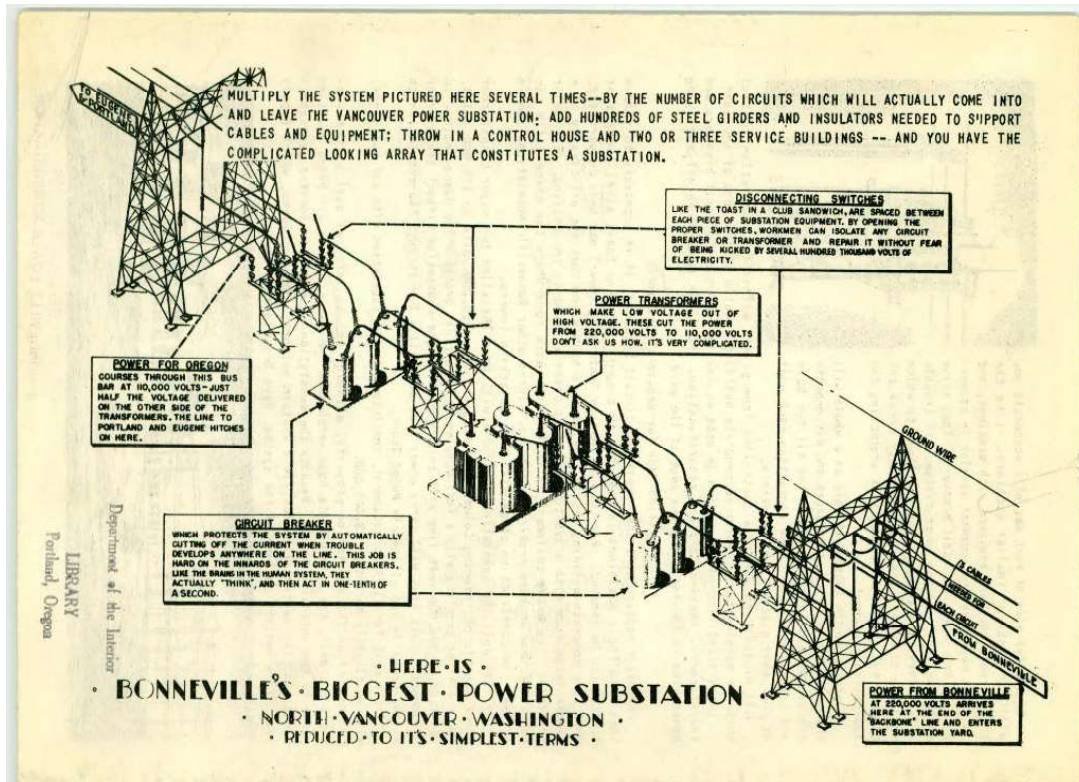 TO EUGENE
& PORTLAND
MULTIPLY THE SYSTEM PICTURED HERE SEVERAL TIMES--BY THE NUMBER OF CIRCUITS WHICH WILL ACTUALLY COME INTO
AND LEAVE THE VANCOUVER POWER SUBSTATION; ADD HUNDREDS OF STEEL GIRDERS AND INSULATORS NEEDED TO SUPPORT
CABLES AND EQUIPMENT; THROW IN A CONTROL HOUSE AND TWO OR THREE SERVICE BUILDINGS -- AND YOU HAVE THE
COMPLICATED LOOKING ARRAY THAT CONSTITUTES A SUBSTATION.
DISCONNECTING SWITCHES
LIKE THE TOAST IN A CLUB SANDWICH, ARE SPACED BETWEEN
EACH PIECE OF SUBSTATION EQUIPMENT. BY OPENING THE
PROPER SWITCHES, WORKMEN CAN ISOLATE ANY CIRCUIT
BREAKER OR TRANSFORMER AND REPAIR IT WITHOUT FEAR
OF BEING KICKED BY SEVERAL HUNDRED THOUSAND VOLTS OF
ELECTRICITY.
POWER TRANSFORMERS
WHICH MAKE LOW VOLTAGE OUT OF
HIGH VOLTAGE. THESE CUT THE POWER
FROM 220,000 VOLTS TO 110,000 VOLTS
DON'T ASK US HOW. IT'S VERY COMPLICATED.
POWER FOR OREGON
COURSES THROUGH THIS BUS
BAR AT 110,000 VOLTS - JUST
HALF THE VOLTAGE DELIVERED
ON THE OTHER SIDE OF THE
TRANSFORMERS. THE LINE TO
PORTLAND AND EUGENE HITCHES
ON HERE.
GROUND WIRE
CIRCUIT BREAKER
WHICH PROTECTS THE SYSTEM BY AUTOMATICALLY
CUTTING OFF THE CURRENT WHEN TROUBLE
DEVELOPS ANYWHERE ON THE LINE. THIS JOB IS
HARD ON THE INNARDS OF THE CIRCUIT BREAKERS.
LIKE THE BRAINS IN THE HUMAN SYSTEM, THEY
ACTUALLY "THINK", AND THEN ACT IN ONE-TENTH OF
A SECOND.
3 CABLES
NEEDED FOR
EACH CIRCUIT
FROM BONNEVILLE
POWER FROM BONNEVILLE
AT 220,000 VOLTS ARRIVES
HERE AT THE END OF THE
"BACKBONE" LINE AND ENTERS
THE SUBSTATION YARD.
Department of the Interior
LIBRARY
Portland, Oregon
· HERE · IS ·
· BONNEVILLE'S · BIGGEST · POWER SUBSTATION
· NORTH · VANCOUVER · WASHINGTON ·
· REDUCED · TO IT'S · SIMPLEST · TERMS ·